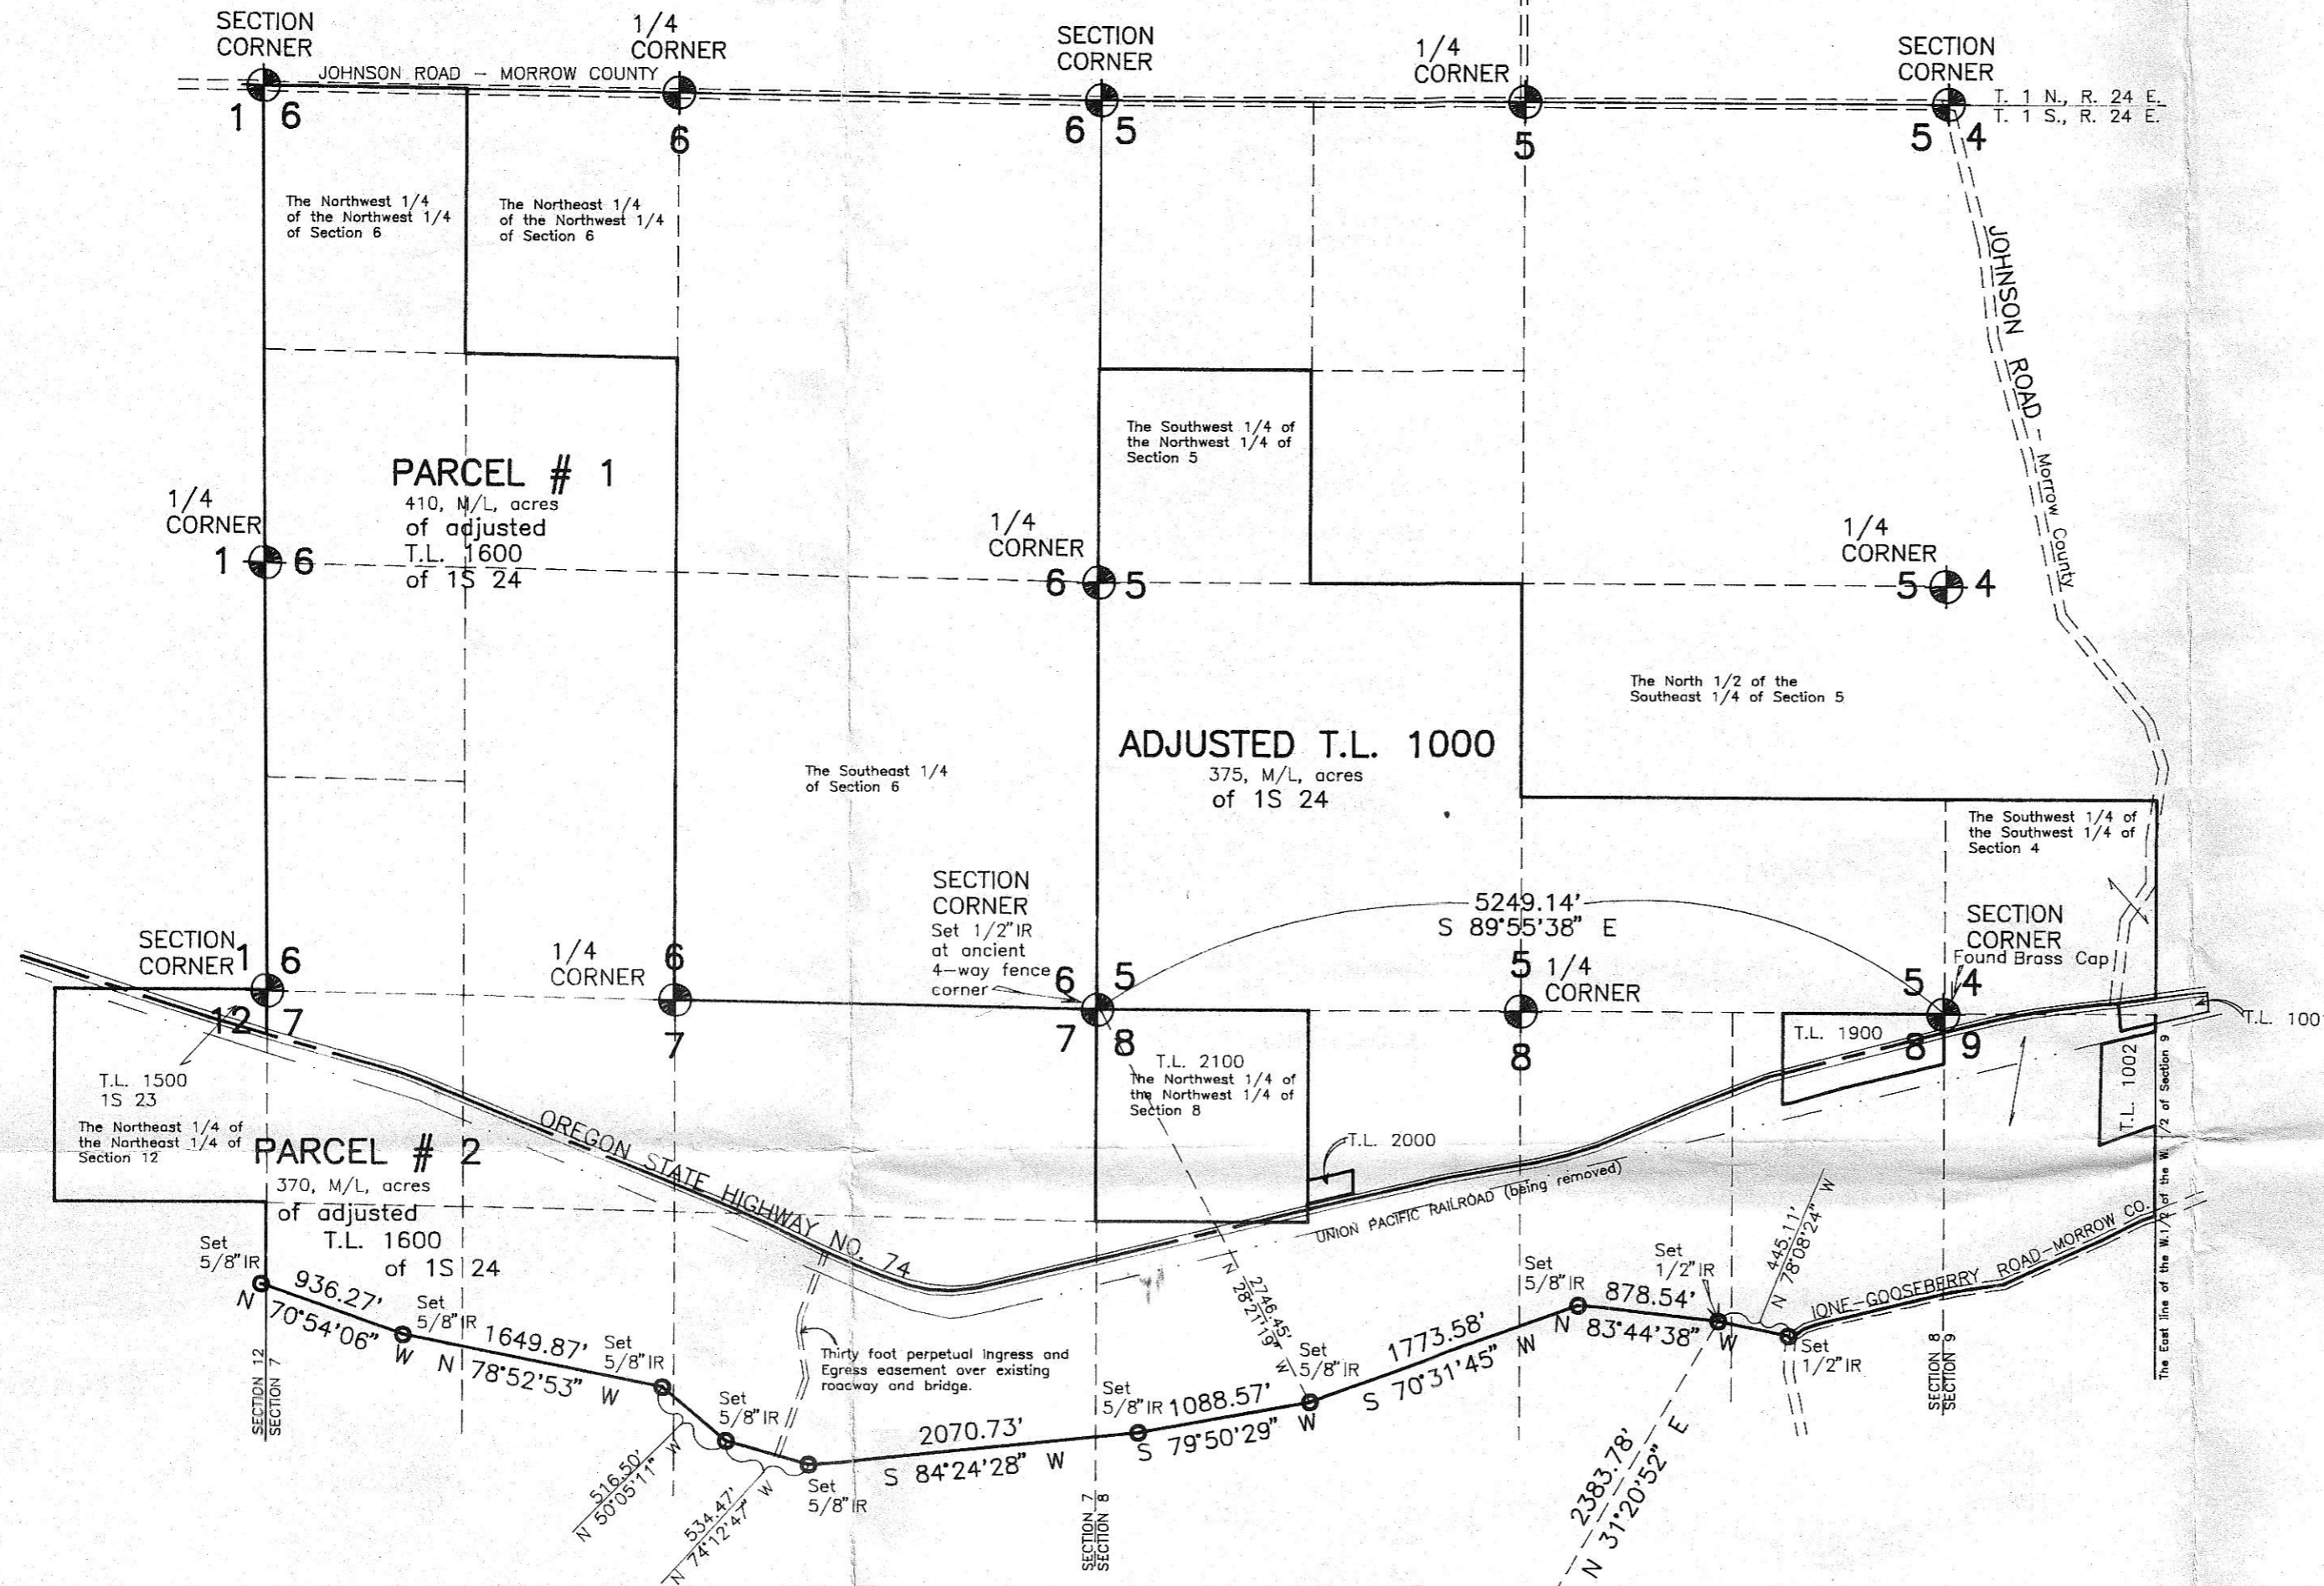 SECTION
CORNER
1/4
CORNER
SECTION
CORNER
1/4
CORNER
SECTION
CORNER
JOHNSON ROAD - MORROW COUNTY
T. 1 N., R. 24 E.
T. 1 S., R. 24 E.
1 6
6
6 5
5
5 4
The Northwest 1/4
of the Northwest 1/4
of Section 6
The Northeast 1/4
of the Northwest 1/4
of Section 6
JOHNSON ROAD - Morrow County
The Southwest 1/4 of
the Northwest 1/4 of
Section 5
PARCEL # 1
410, M/L, acres
of adjusted
T.L. 1600
of 1S 24
1/4
CORNER
1 6
1/4
CORNER
6 5
1/4
CORNER
5 4
The North 1/2 of the
Southeast 1/4 of Section 5
ADJUSTED T.L. 1000
375, M/L, acres
of 1S 24
The Southeast 1/4
of Section 6
The Southwest 1/4 of
the Southwest 1/4 of
Section 4
SECTION
CORNER
Set 1/2"IR
at ancient
4-way fence
corner
5249.14'
S 89°55'38" E
SECTION
CORNER
Found Brass Cap
SECTION
CORNER
1 6
12 7
1/4
CORNER
6
7
6 5
7 8
5 1/4
CORNER
8
5 4
8 9
T.L. 1900
T.L. 100
T.L. 1002
The East line of the W.1/2 of the W. 1/2 of Section 9
T.L. 1500
1S 23
The Northeast 1/4 of
the Northeast 1/4 of
Section 12
T.L. 2100
The Northwest 1/4 of
the Northwest 1/4 of
Section 8
T.L. 2000
PARCEL # 2
370, M/L, acres
of adjusted
T.L. 1600
of 1S 24
OREGON STATE HIGHWAY NO. 74
UNION PACIFIC RAILROAD (being removed)
IONE-GOOSEBERRY ROAD-MORROW CO.
Set
5/8"IR
936.27'
N 70°54'06" W
Set
5/8"IR
1649.87'
N 78°52'53" W
Set
5/8"IR
516.50'
N 50°05'11" W
Set
5/8"IR
534.47'
N 74°12'47" W
Thirty foot perpetual Ingress and
Egress easement over existing
roadway and bridge.
Set
5/8"IR
2070.73'
S 84°24'28" W
Set
5/8"IR
1088.57'
S 79°50'29" W
2746.45'
N 28°21'19" W
Set
5/8"IR
1773.58'
S 70°31'45" W
Set
5/8"IR
878.54'
N 83°44'38" W
Set
1/2"IR
445.11'
N 78°08'24" W
Set
1/2"IR
2383.78'
N 31°20'52" E
SECTION 12
SECTION 7
SECTION 7
SECTION 8
SECTION 8
SECTION 9